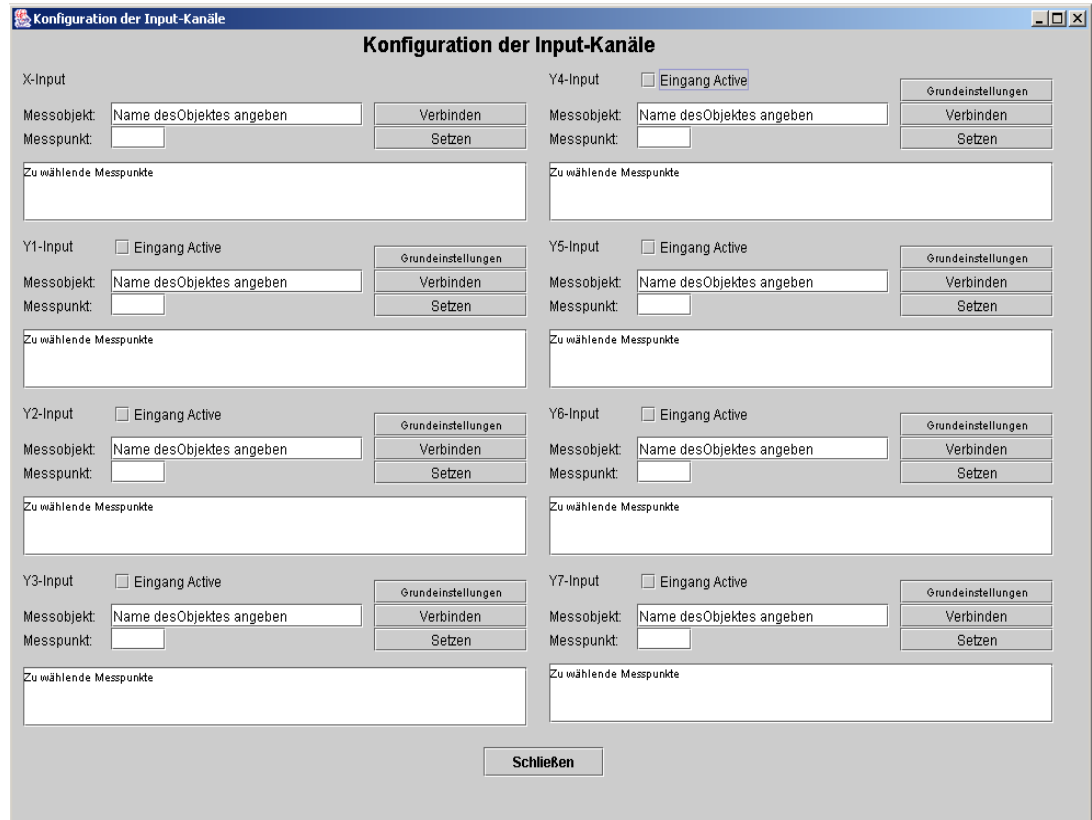 Konfiguration der Input-Kanäle
Konfiguration der Input-Kanäle
X-Input
Messobjekt: Name desObjektes angeben Verbinden
Messpunkt: Setzen
Zu wählende Messpunkte
Y1-Input Eingang Active
Grundeinstellungen
Messobjekt: Name desObjektes angeben Verbinden
Messpunkt: Setzen
Zu wählende Messpunkte
Y2-Input Eingang Active
Grundeinstellungen
Messobjekt: Name desObjektes angeben Verbinden
Messpunkt: Setzen
Zu wählende Messpunkte
Y3-Input Eingang Active
Grundeinstellungen
Messobjekt: Name desObjektes angeben Verbinden
Messpunkt: Setzen
Zu wählende Messpunkte
Y4-Input Eingang Active
Grundeinstellungen
Messobjekt: Name desObjektes angeben Verbinden
Messpunkt: Setzen
Zu wählende Messpunkte
Y5-Input Eingang Active
Grundeinstellungen
Messobjekt: Name desObjektes angeben Verbinden
Messpunkt: Setzen
Zu wählende Messpunkte
Y6-Input Eingang Active
Grundeinstellungen
Messobjekt: Name desObjektes angeben Verbinden
Messpunkt: Setzen
Zu wählende Messpunkte
Y7-Input Eingang Active
Grundeinstellungen
Messobjekt: Name desObjektes angeben Verbinden
Messpunkt: Setzen
Zu wählende Messpunkte
Schließen